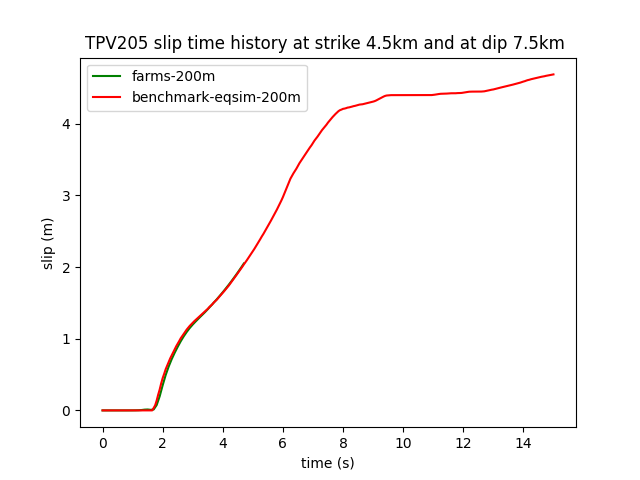 TPV205 slip time history at strike 4.5km and at dip 7.5km
farms-200m
benchmark-eqsim-200m
slip (m)
4
3
2
1
0
0 2 4 6 8 10 12 14
time (s)